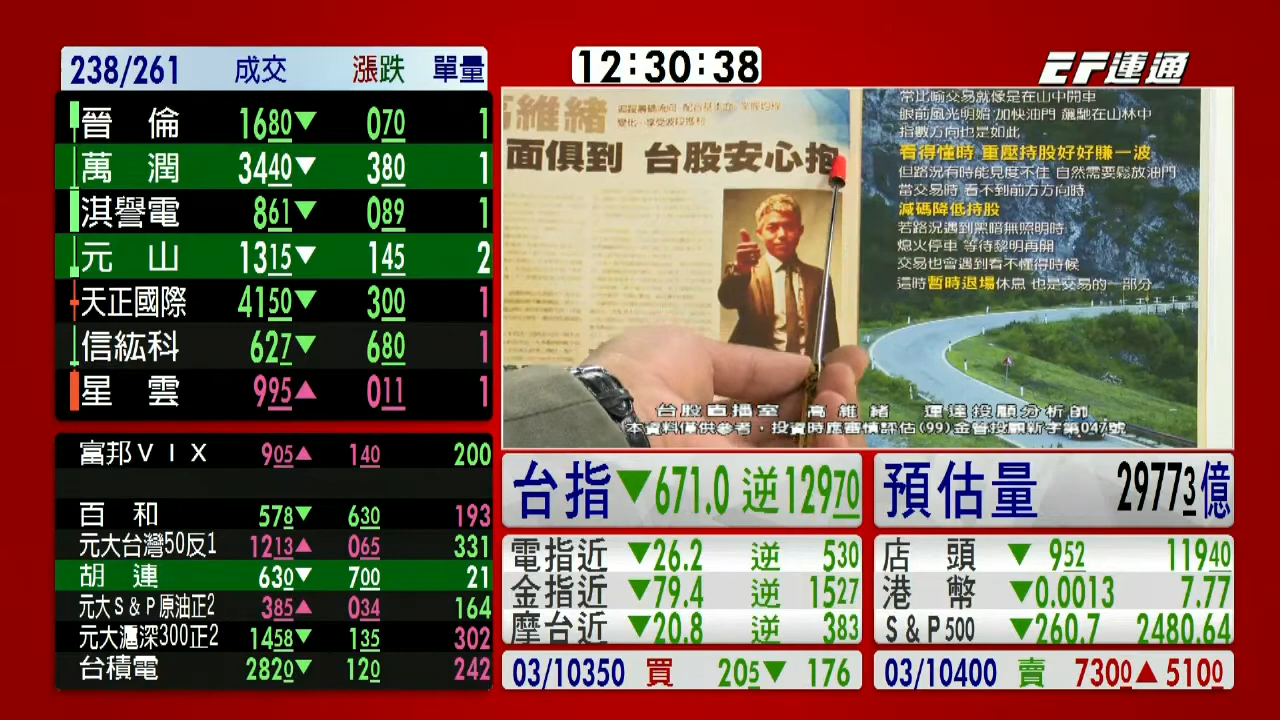 238/261 成交 漲跌 單量
晉倫 1680▼ 070 1
萬潤 3440▼ 380 1
淇譽電 861▼ 089 1
元山 1315▼ 145 2
天正國際 4150▼ 300 1
信紘科 627▼ 680 1
星雲 995▲ 011 1
富邦ＶＩＸ 905▲ 140 200
百和 578▼ 630 193
元大台灣50反1 1213▲ 065 331
胡連 630▼ 700 21
元大S&P原油正2 385▲ 034 164
元大滬深300正2 1458▼ 135 302
台積電 2820▼ 120 242
12:30:38
EF運通
高維緒
面俱到 台股安心抱
常比喻交易就像是在山中開車
眼前風光明媚 加快油門 飆馳在山林中
指數方向也是如此
看得懂時 重壓持股好好賺一波
但路況有時能見度不佳 自然需要鬆放油門
當交易時 看不到前方方向時
減碼降低持股
若路況遇到黑暗無照明時
熄火停車 等待黎明再開
交易也會遇到看不懂得時候
這時暫時退場休息 也是交易的一部分
台股直播室 高維緒 運達投顧分析師
本資料僅供參考，投資時應審慎評估(99)金管投顧新字第047號
台指▼671.0 逆12970
預估量 29773億
電指近 ▼26.2 逆 530
金指近 ▼79.4 逆 1527
摩台近 ▼20.8 逆 383
店頭 ▼ 952 11940
港幣 ▼0.0013 7.77
S&P500 ▼260.7 2480.64
03/10350 買 205▼ 176
03/10400 賣 7300▲ 5100